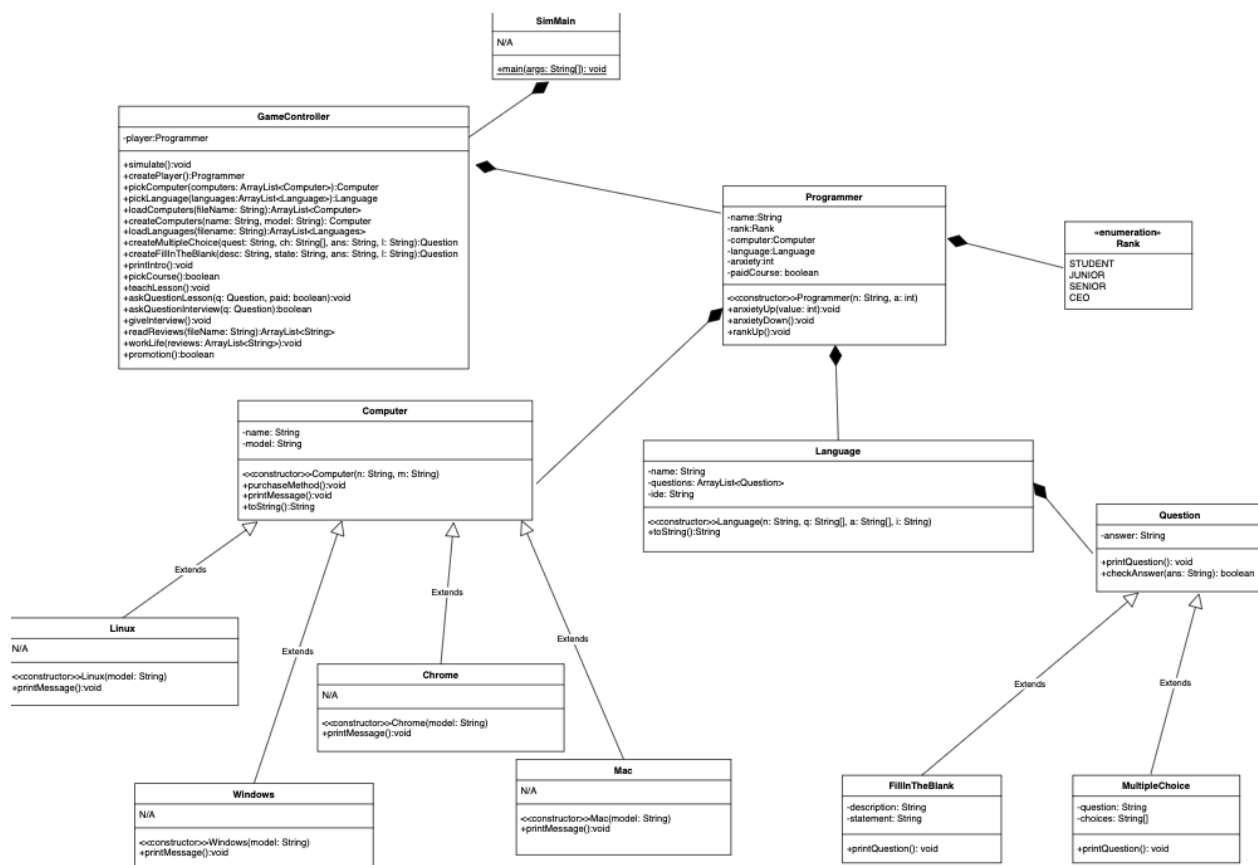 SimMain
N/A
+main(args: String[]): void
GameController
-player:Programmer
+simulate():void
+createPlayer():Programmer
+pickComputer(computers: ArrayList<Computer>):Computer
+pickLanguage(languages:ArrayList<Language>):Language
+loadComputers(fileName: String):ArrayList<Computer>
+createComputers(name: String, model: String): Computer
+loadLanguages(filename: String):ArrayList<Languages>
+createMultipleChoice(quest: String, ch: String[], ans: String, l: String):Question
+createFillInTheBlank(desc: String, state: String, ans: String, l: String):Question
+printIntro():void
+pickCourse():boolean
+teachLesson():void
+askQuestionLesson(q: Question, paid: boolean):void
+askQuestionInterview(q: Question):boolean
+giveInterview():void
+readReviews(fileName: String):ArrayList<String>
+workLife(reviews: ArrayList<String>):void
+promotion():boolean
Programmer
-name:String
-rank:Rank
-computer:Computer
-language:Language
-anxiety:int
-paidCourse: boolean
<<constructor>>Programmer(n: String, a: int)
+anxietyUp(value: int):void
+anxietyDown():void
+rankUp():void
«enumeration»
Rank
STUDENT
JUNIOR
SENIOR
CEO
Computer
-name: String
-model: String
<<constructor>>Computer(n: String, m: String)
+purchaseMethod():void
+printMessage():void
+toString():String
Language
-name: String
-questions: ArrayList<Question>
-ide: String
<<constructor>>Language(n: String, q: String[], a: String[], i: String)
+toString():String
Question
-answer: String
+printQuestion(): void
+checkAnswer(ans: String): boolean
Extends
Extends
Extends
Extends
Extends
Extends
Linux
N/A
<<constructor>>Linux(model: String)
+printMessage():void
Chrome
N/A
<<constructor>>Chrome(model: String)
+printMessage():void
Windows
N/A
<<constructor>>Windows(model: String)
+printMessage():void
Mac
N/A
<<constructor>>Mac(model: String)
+printMessage():void
FillInTheBlank
-description: String
-statement: String
+printQuestion(): void
MultipleChoice
-question: String
-choices: String[]
+printQuestion(): void